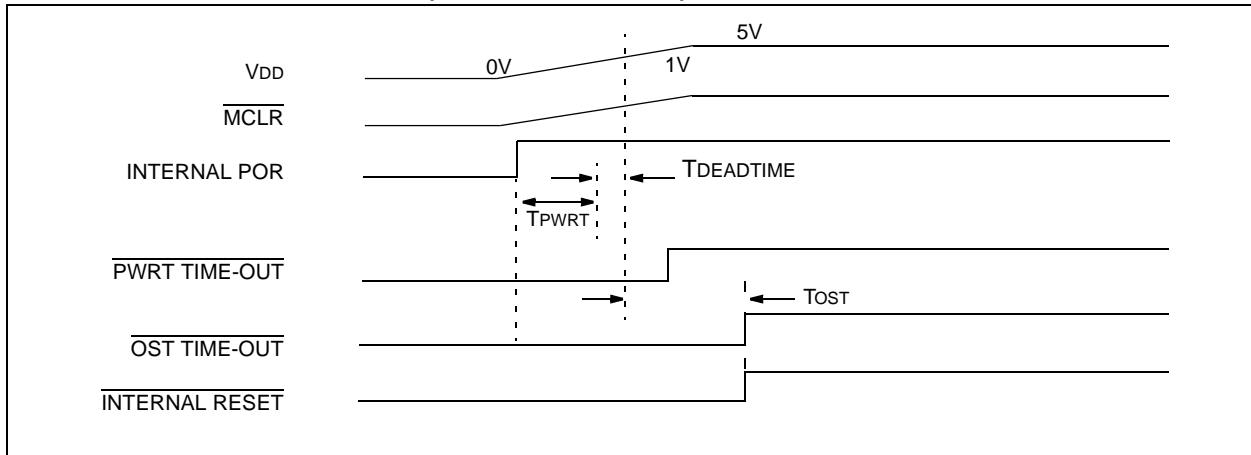 5V
VDD
0V
1V
MCLR
INTERNAL POR
TDEADTIME
TPWRT
PWRT TIME-OUT
TOST
OST TIME-OUT
INTERNAL RESET